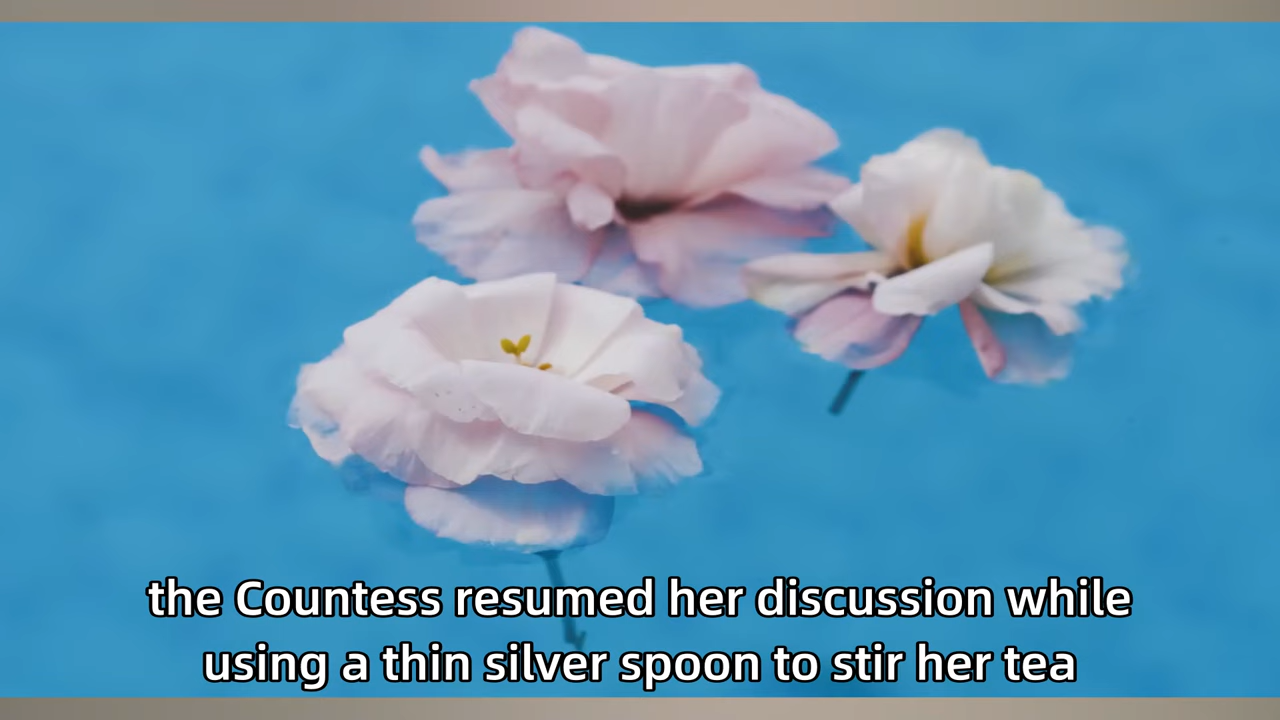 the Countess resumed her discussion while
using a thin silver spoon to stir her tea